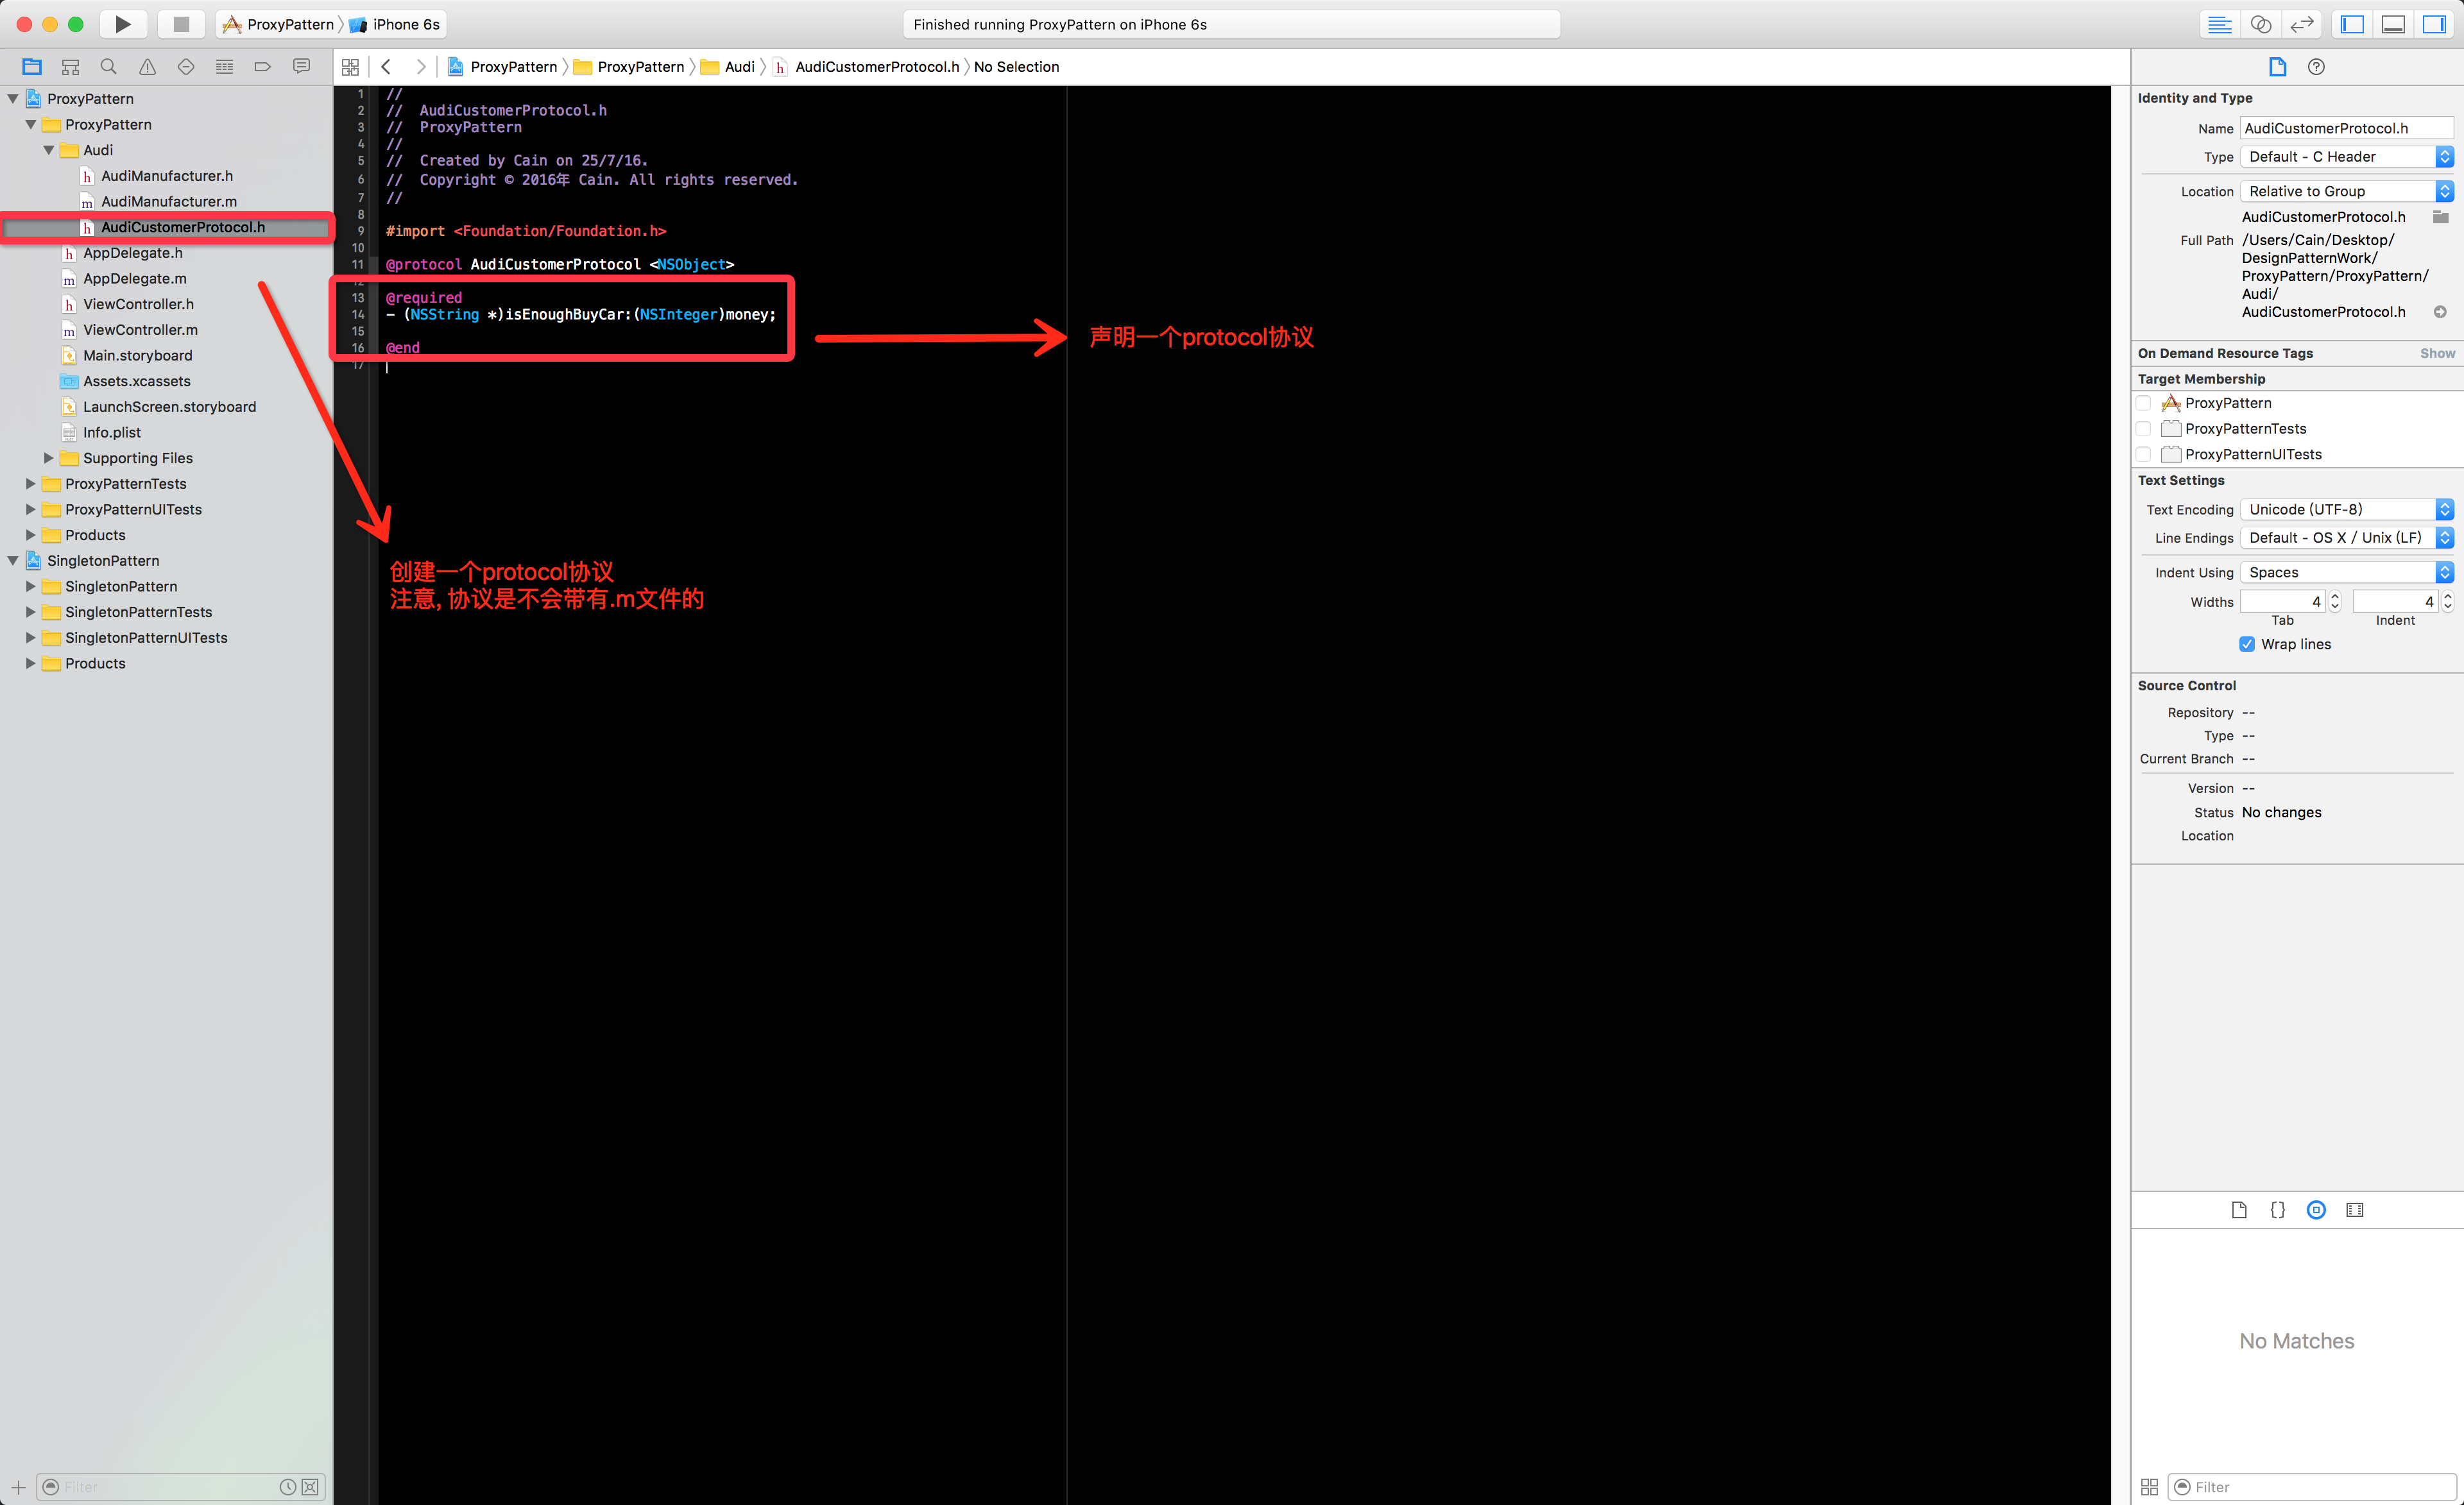 ProxyPattern
iPhone 6s
Finished running ProxyPattern on iPhone 6s
ProxyPattern
ProxyPattern
Audi
AudiCustomerProtocol.h
No Selection
ProxyPattern
ProxyPattern
Audi
AudiManufacturer.h
AudiManufacturer.m
AudiCustomerProtocol.h
AppDelegate.h
AppDelegate.m
ViewController.h
ViewController.m
Main.storyboard
Assets.xcassets
LaunchScreen.storyboard
Info.plist
Supporting Files
ProxyPatternTests
ProxyPatternUITests
Products
SingletonPattern
SingletonPattern
SingletonPatternTests
SingletonPatternUITests
Products
Filter
1 //
2 // AudiCustomerProtocol.h
3 // ProxyPattern
4 //
5 // Created by Cain on 25/7/16.
6 // Copyright © 2016年 Cain. All rights reserved.
7 //
8
9 #import <Foundation/Foundation.h>
10
11 @protocol AudiCustomerProtocol <NSObject>
12
13 @required
14 - (NSString *)isEnoughBuyCar:(NSInteger)money;
15
16 @end
17
声明一个protocol协议
创建一个protocol协议
注意, 协议是不会带有.m文件的
Identity and Type
Name AudiCustomerProtocol.h
Type Default - C Header
Location Relative to Group
AudiCustomerProtocol.h
Full Path /Users/Cain/Desktop/
DesignPatternWork/
ProxyPattern/ProxyPattern/
Audi/
AudiCustomerProtocol.h
On Demand Resource Tags Show
Target Membership
ProxyPattern
ProxyPatternTests
ProxyPatternUITests
Text Settings
Text Encoding Unicode (UTF-8)
Line Endings Default - OS X / Unix (LF)
Indent Using Spaces
Widths 4 4
Tab Indent
Wrap lines
Source Control
Repository --
Type --
Current Branch --
Version --
Status No changes
Location
No Matches
Filter